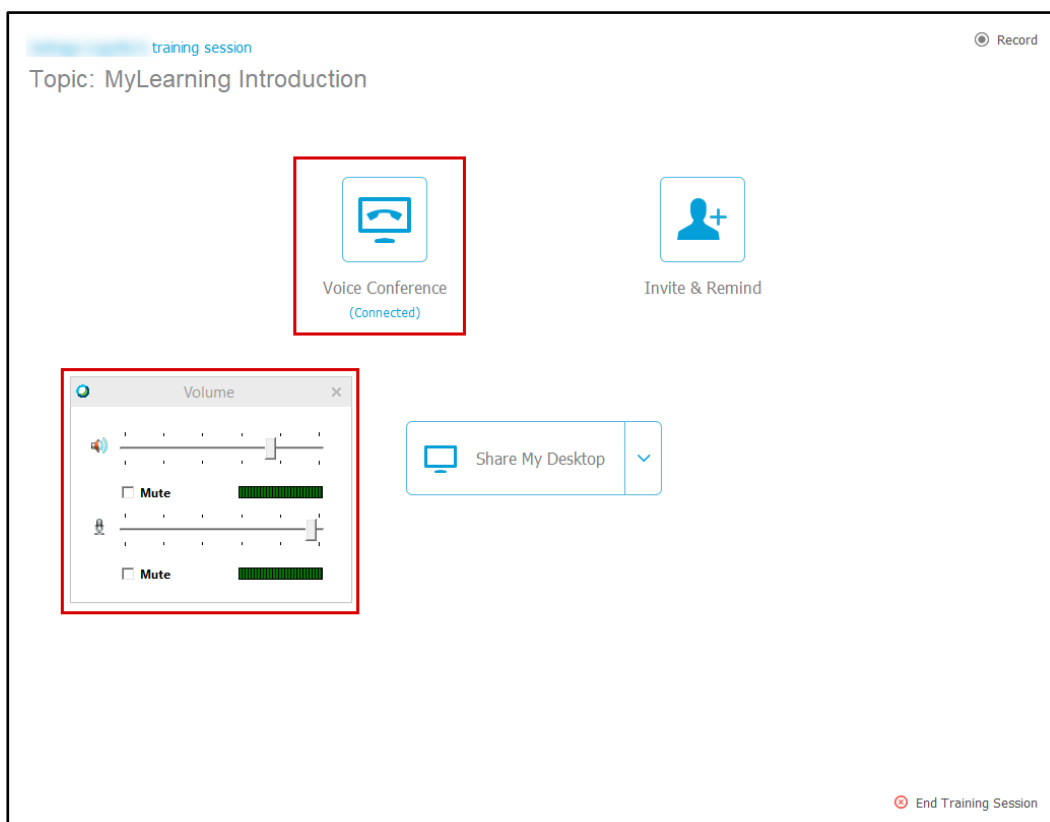 Record
training session
Topic: MyLearning Introduction
Voice Conference
(Connected)
Invite & Remind
Volume
Mute
Mute
Share My Desktop
End Training Session